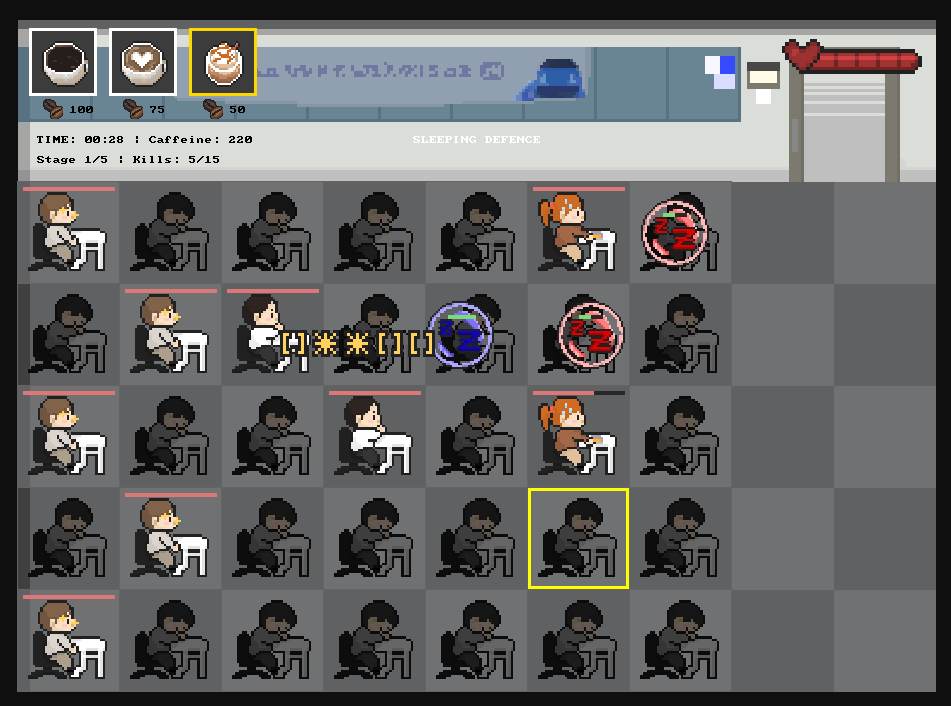 100 75 50
TIME: 00:28 ¦ Caffeine: 220
SLEEPING DEFENCE
Stage 1/5 ¦ Kills: 5/15
z Z
z Z
z Z
[] [] []